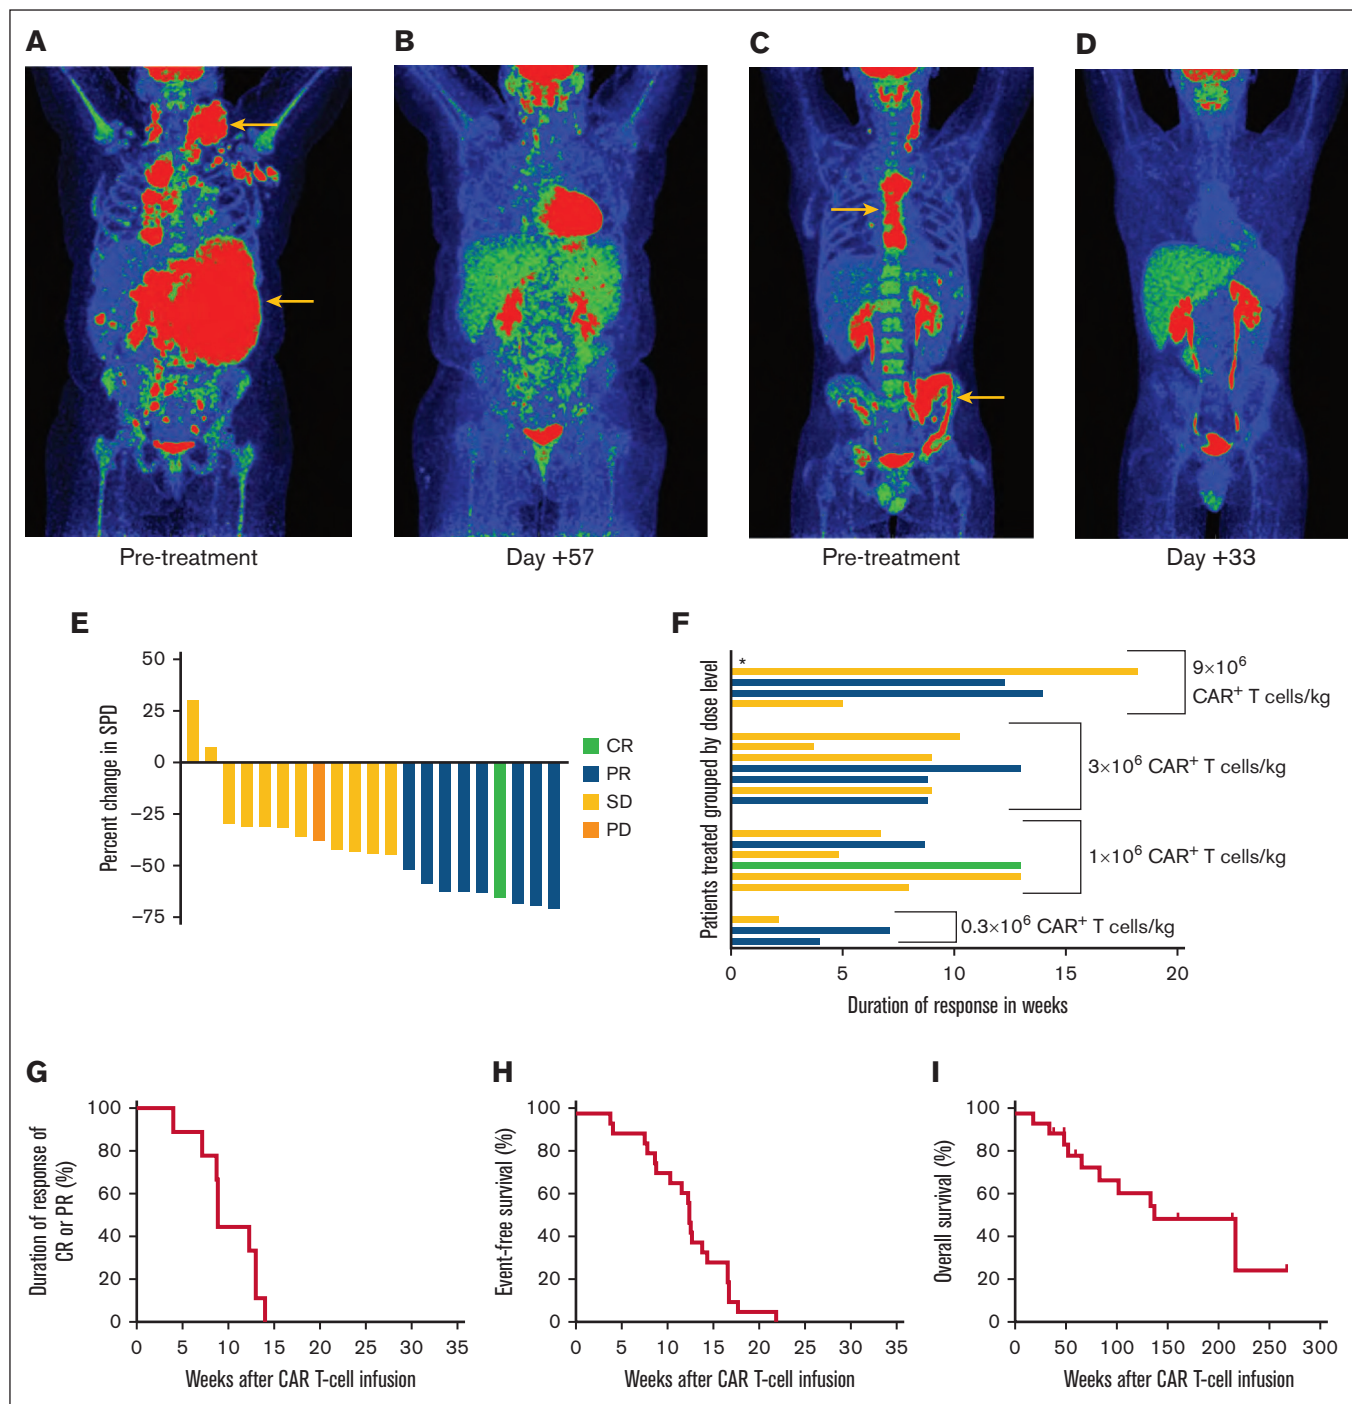 A
B
C
D
Pre-treatment
Day +57
Pre-treatment
Day +33
E
Percent change in SPD
50
25
0
−25
−50
−75
CR
PR
SD
PD
F
Patients treated grouped by dose level
*
9×10⁶
CAR⁺ T cells/kg
3×10⁶ CAR⁺ T cells/kg
1×10⁶ CAR⁺ T cells/kg
0.3×10⁶ CAR⁺ T cells/kg
0 5 10 15 20
Duration of response in weeks
G
Duration of response of
CR or PR (%)
100
80
60
40
20
0
0 5 10 15 20 25 30 35
Weeks after CAR T-cell infusion
H
Event-free survival (%)
100
80
60
40
20
0
0 5 10 15 20 25 30 35
Weeks after CAR T-cell infusion
I
Overall survival (%)
100
80
60
40
20
0
0 50 100 150 200 250 300
Weeks after CAR T-cell infusion